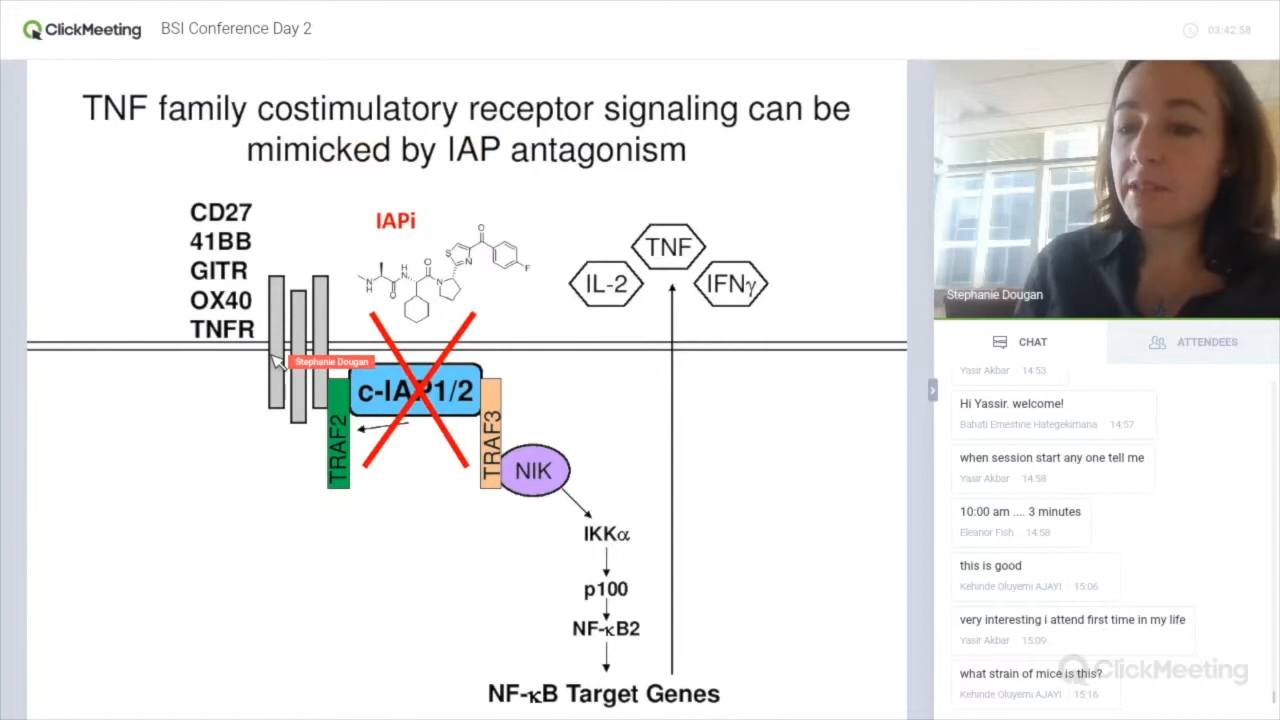 ClickMeeting
BSI Conference Day 2
03:42:58
TNF family costimulatory receptor signaling can be
mimicked by IAP antagonism
CD27
41BB
GITR
OX40
TNFR
IAPi
O
S
N
F
H
N
O
N
N
H
O
TNF
IL-2
IFNγ
Stephanie Dougan
c-IAP1/2
TRAF2
TRAF3
NIK
IKKα
p100
NF-κB2
NF-κB Target Genes
Stephanie Dougan
CHAT
ATTENDEES
Yasir Akbar 14:53
Hi Yassir. welcome!
Bahati Ernestine Hategekimana 14:57
when session start any one tell me
Yasir Akbar 14:58
10:00 am .... 3 minutes
Eleanor Fish 14:58
this is good
Kehinde Oluyemi AJAYI 15:06
very interesting i attend first time in my life
Yasir Akbar 15:09
what strain of mice is this?
Kehinde Oluyemi AJAYI 15:16
ClickMeeting